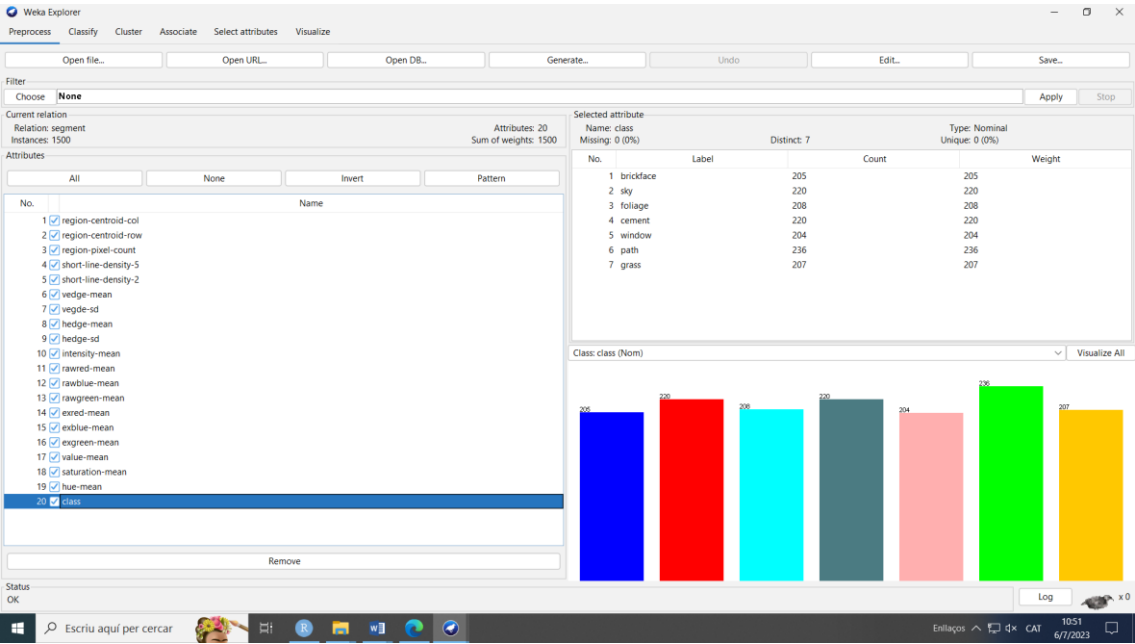 Weka Explorer
Preprocess Classify Cluster Associate Select attributes Visualize
Open file... Open URL... Open DB... Generate... Undo Edit... Save...
Filter
Choose None Apply Stop
Current relation
Relation: segment Attributes: 20
Instances: 1500 Sum of weights: 1500
Attributes
All None Invert Pattern
No. Name
1 region-centroid-col
2 region-centroid-row
3 region-pixel-count
4 short-line-density-5
5 short-line-density-2
6 vedge-mean
7 vegde-sd
8 hedge-mean
9 hedge-sd
10 intensity-mean
11 rawred-mean
12 rawblue-mean
13 rawgreen-mean
14 exred-mean
15 exblue-mean
16 exgreen-mean
17 value-mean
18 saturation-mean
19 hue-mean
20 class
Remove
Selected attribute
Name: class Type: Nominal
Missing: 0 (0%) Distinct: 7 Unique: 0 (0%)
No. Label Count Weight
1 brickface 205 205
2 sky 220 220
3 foliage 208 208
4 cement 220 220
5 window 204 204
6 path 236 236
7 grass 207 207
Class: class (Nom) Visualize All
205 220 208 220 204 236 207
Status
OK Log x 0
Escriu aquí per cercar R W Enllaços CAT 10:51
6/7/2023